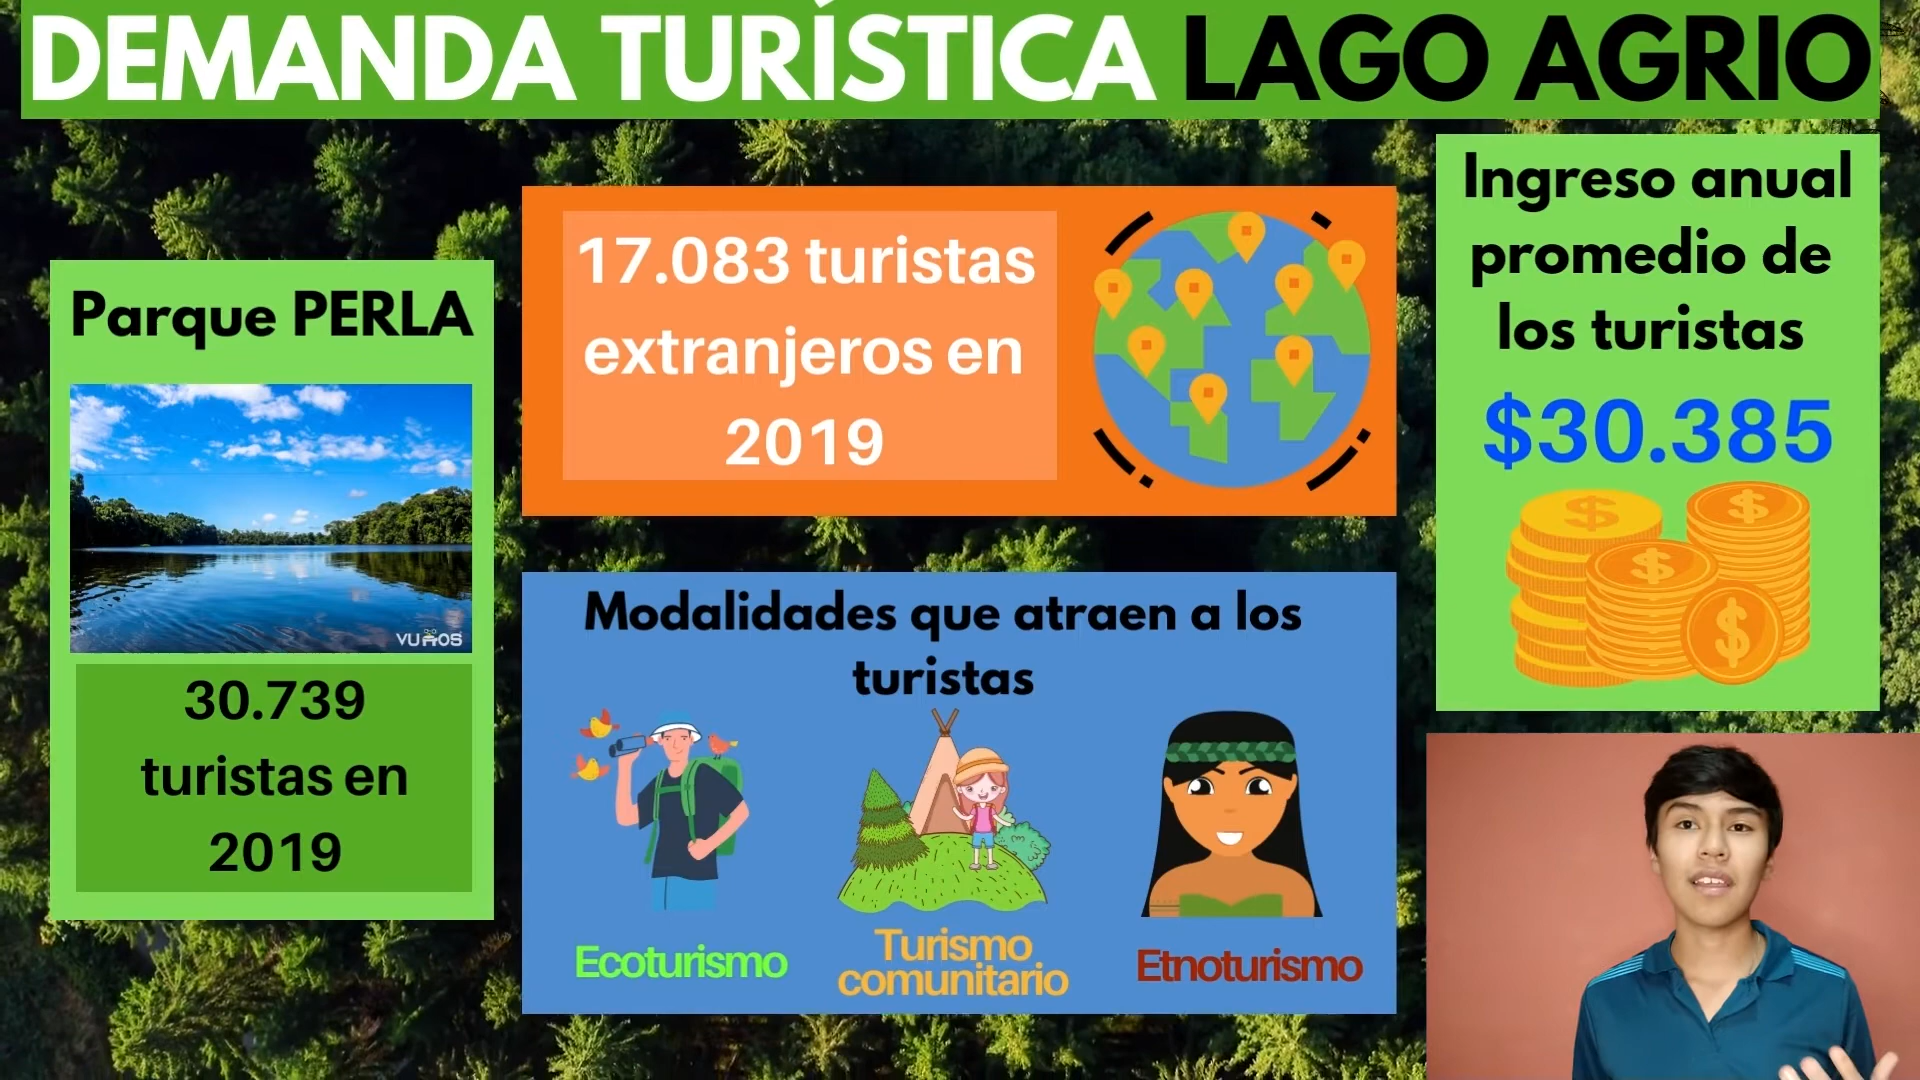 DEMANDA TURÍSTICA LAGO AGRIO
Parque PERLA
VUMOS
30.739
turistas en
2019
17.083 turistas
extranjeros en
2019
Modalidades que atraen a los
turistas
Ecoturismo
Turismo
comunitario
Etnoturismo
Ingreso anual
promedio de
los turistas
$30.385